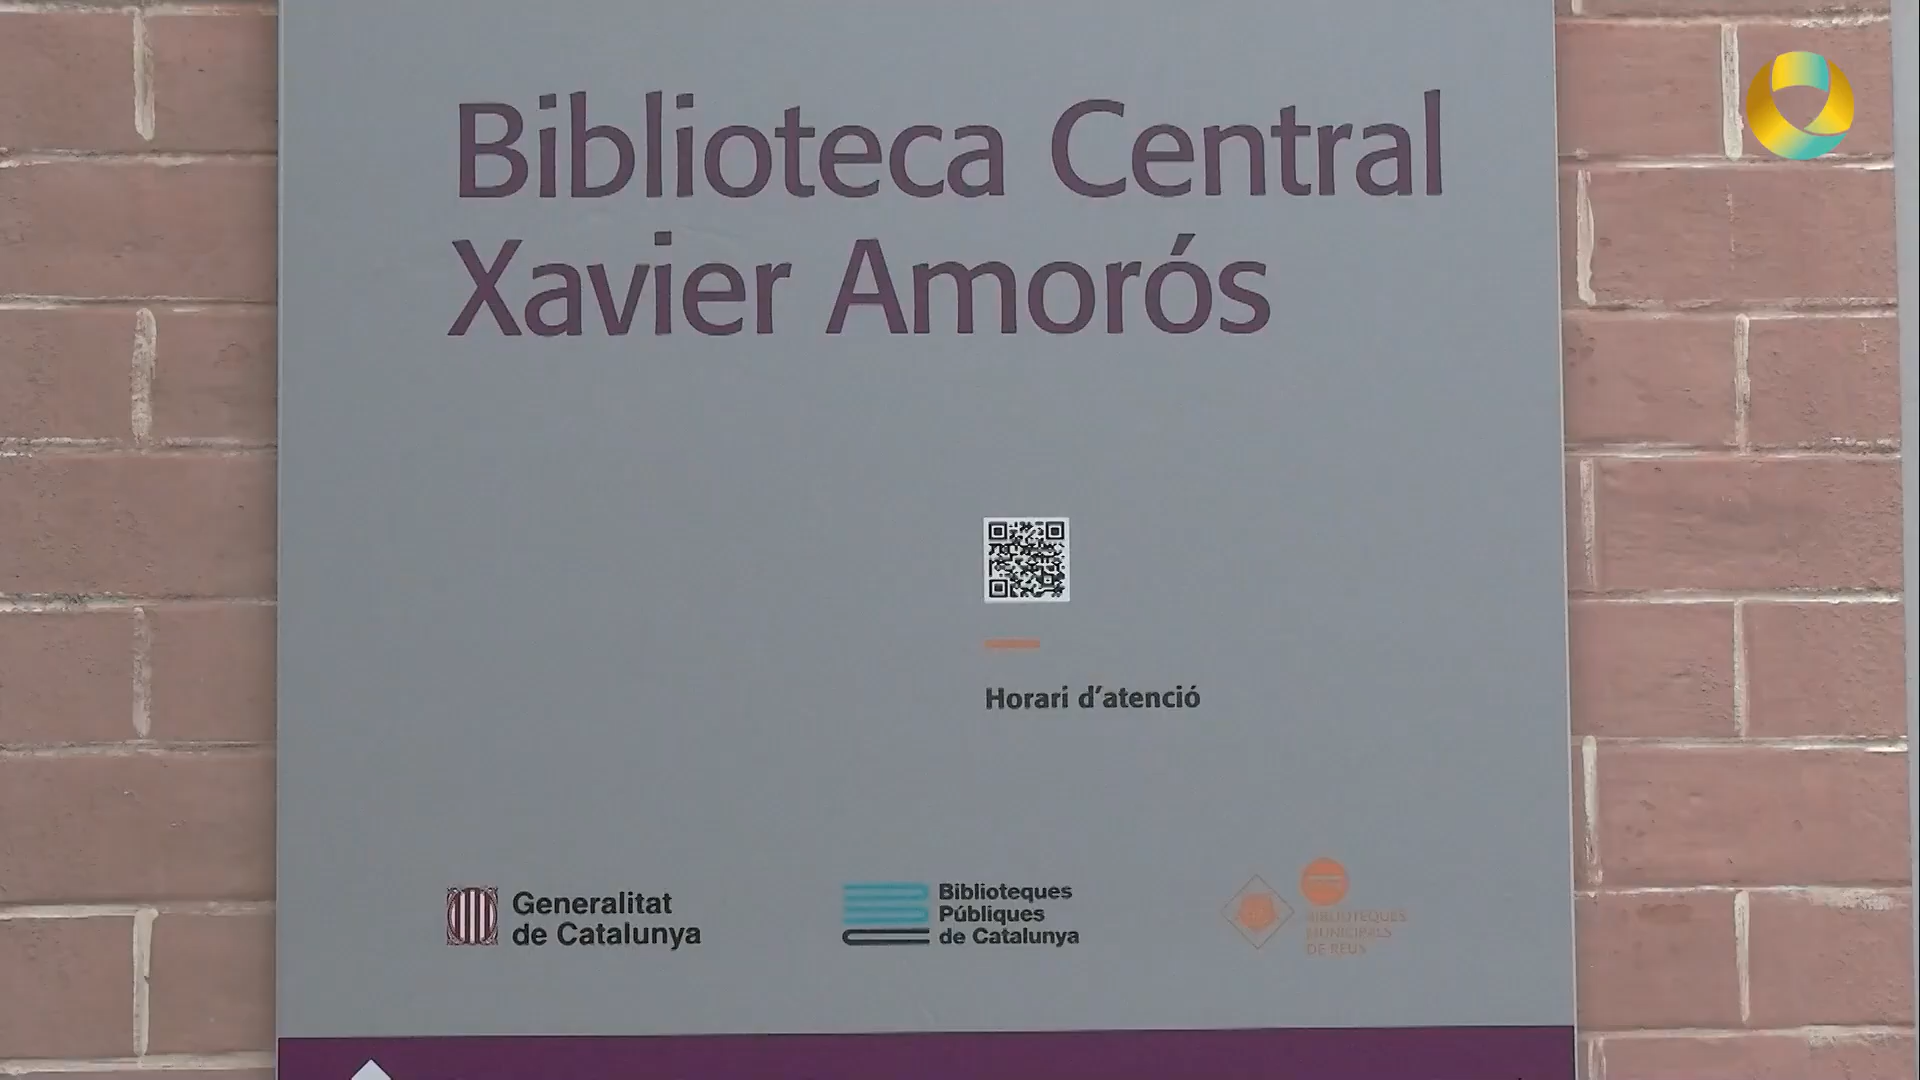 Biblioteca Central
Xavier Amorós
Horari d'atenció
Generalitat
de Catalunya
Biblioteques
Públiques
de Catalunya
BIBLIOTEQUES
MUNICIPALS
DE REUS